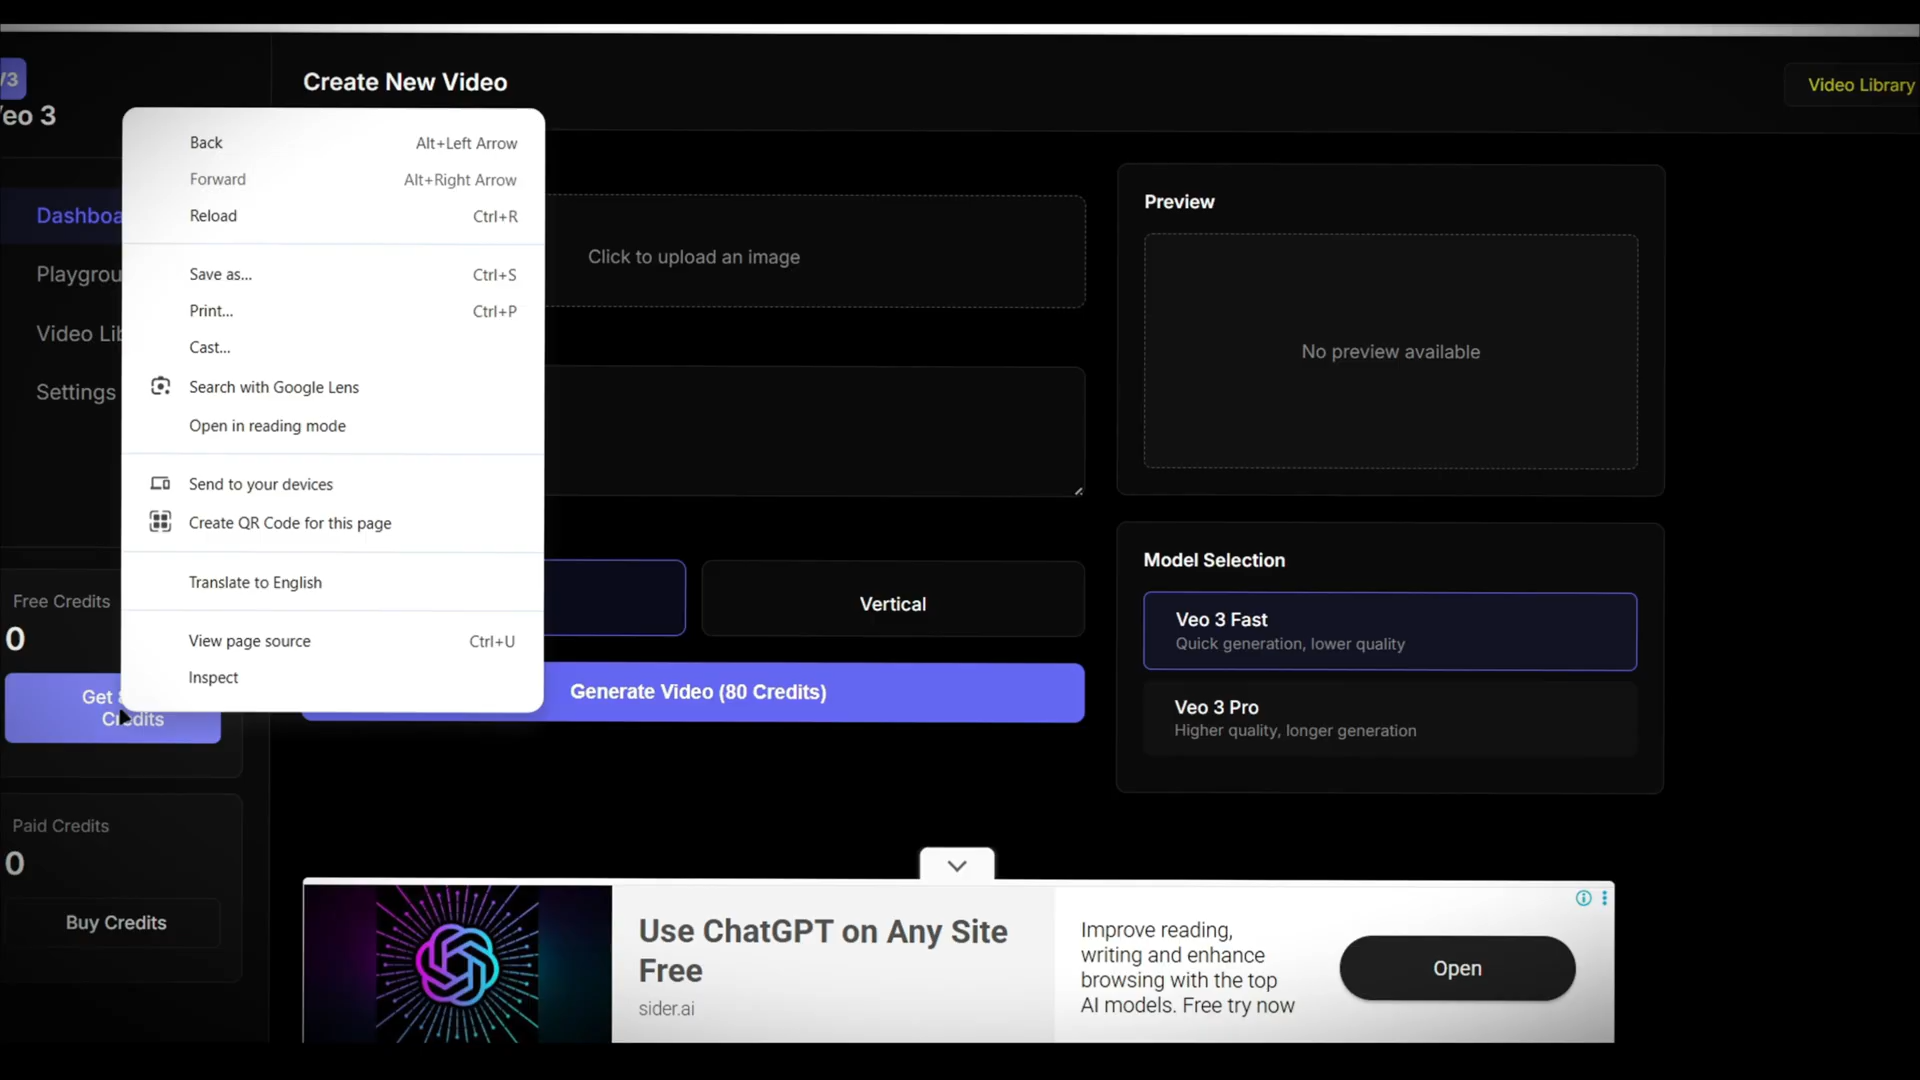 V3
Veo 3
Create New Video
Video Library
Back Alt+Left Arrow
Forward Alt+Right Arrow
Reload Ctrl+R
Save as... Ctrl+S
Print... Ctrl+P
Cast...
Search with Google Lens
Open in reading mode
Send to your devices
Create QR Code for this page
Translate to English
View page source Ctrl+U
Inspect
Dashboa
Playgrou
Video Lib
Settings
Free Credits
0
Get
Credits
Paid Credits
0
Buy Credits
Click to upload an image
Vertical
Generate Video (80 Credits)
Preview
No preview available
Model Selection
Veo 3 Fast
Quick generation, lower quality
Veo 3 Pro
Higher quality, longer generation
Use ChatGPT on Any Site
Free
sider.ai
Improve reading,
writing and enhance
browsing with the top
AI models. Free try now
Open